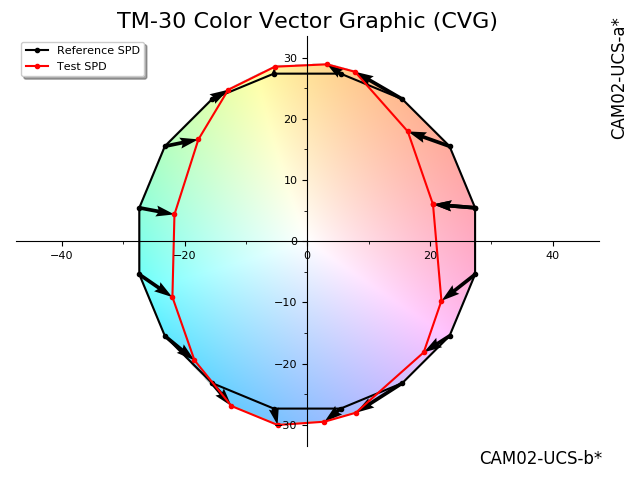 TM-30 Color Vector Graphic (CVG)
Reference SPD
Test SPD
CAM02-UCS-a*
30
20
10
0
−10
−20
−30
−40
−20
0
20
40
CAM02-UCS-b*